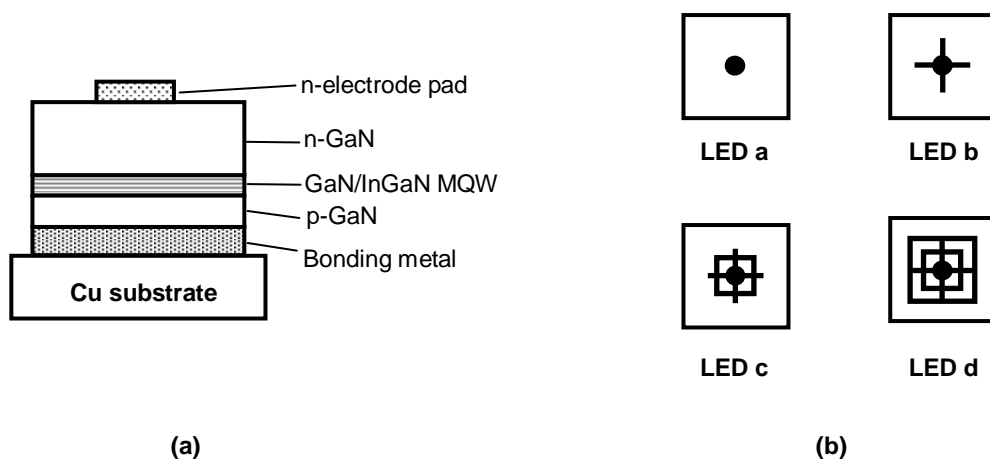 n-electrode pad
n-GaN
GaN/InGaN MQW
p-GaN
Bonding metal
Cu substrate
(a)
LED a
LED b
LED c
LED d
(b)